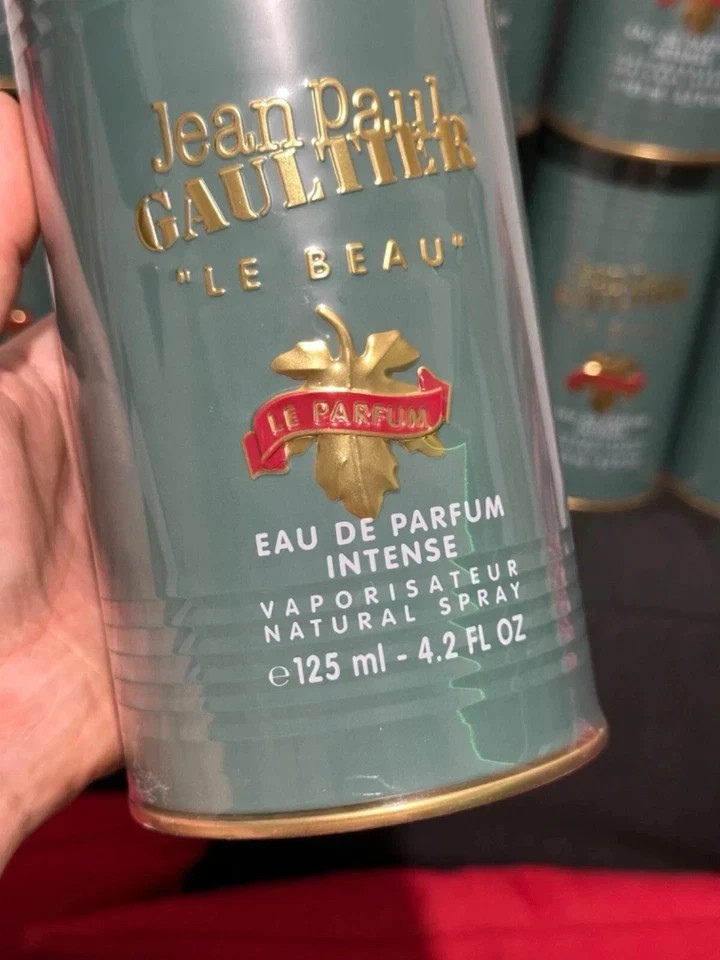 Jean Paul
GAULTIER
"LE BEAU"
LE PARFUM
EAU DE PARFUM
INTENSE
VAPORISATEUR
NATURAL SPRAY
℮125 ml - 4.2 FL OZ